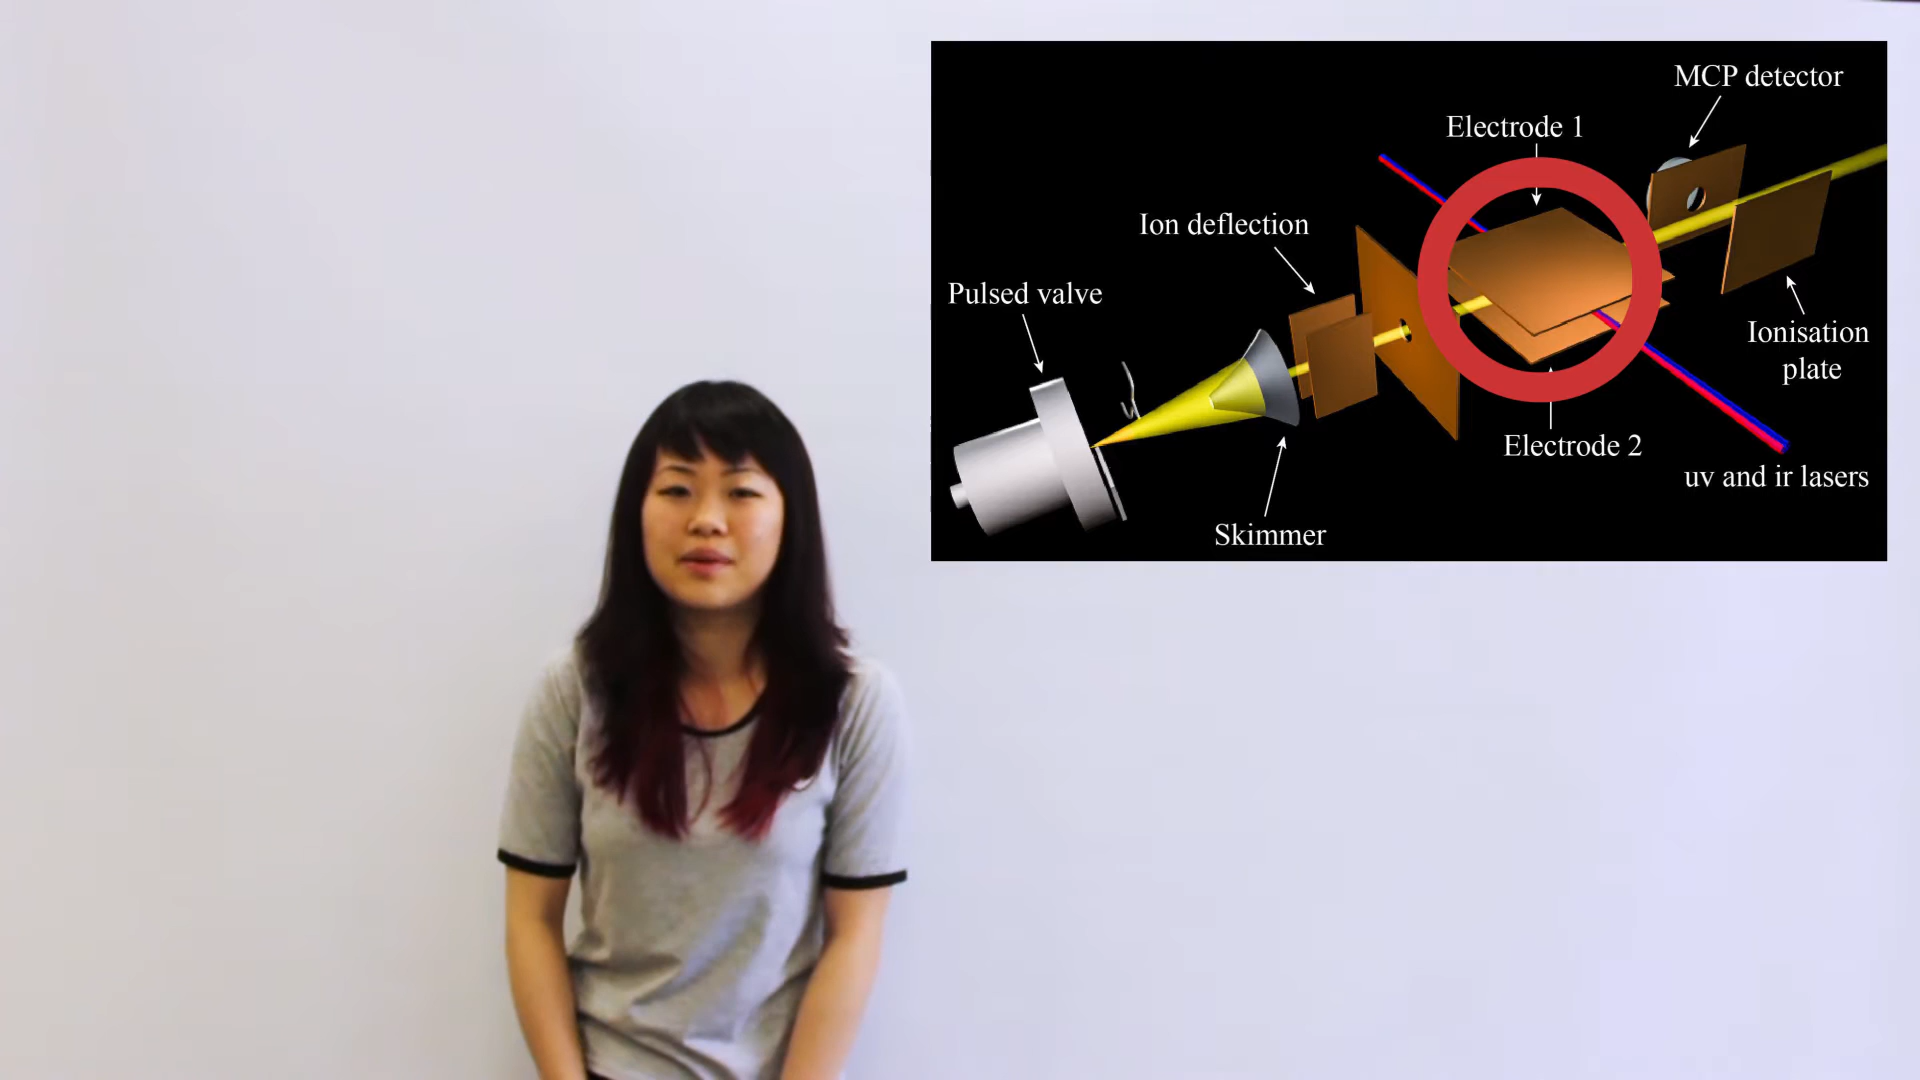 MCP detector
Electrode 1
Ion deflection
Pulsed valve
Ionisation
plate
Electrode 2
uv and ir lasers
Skimmer